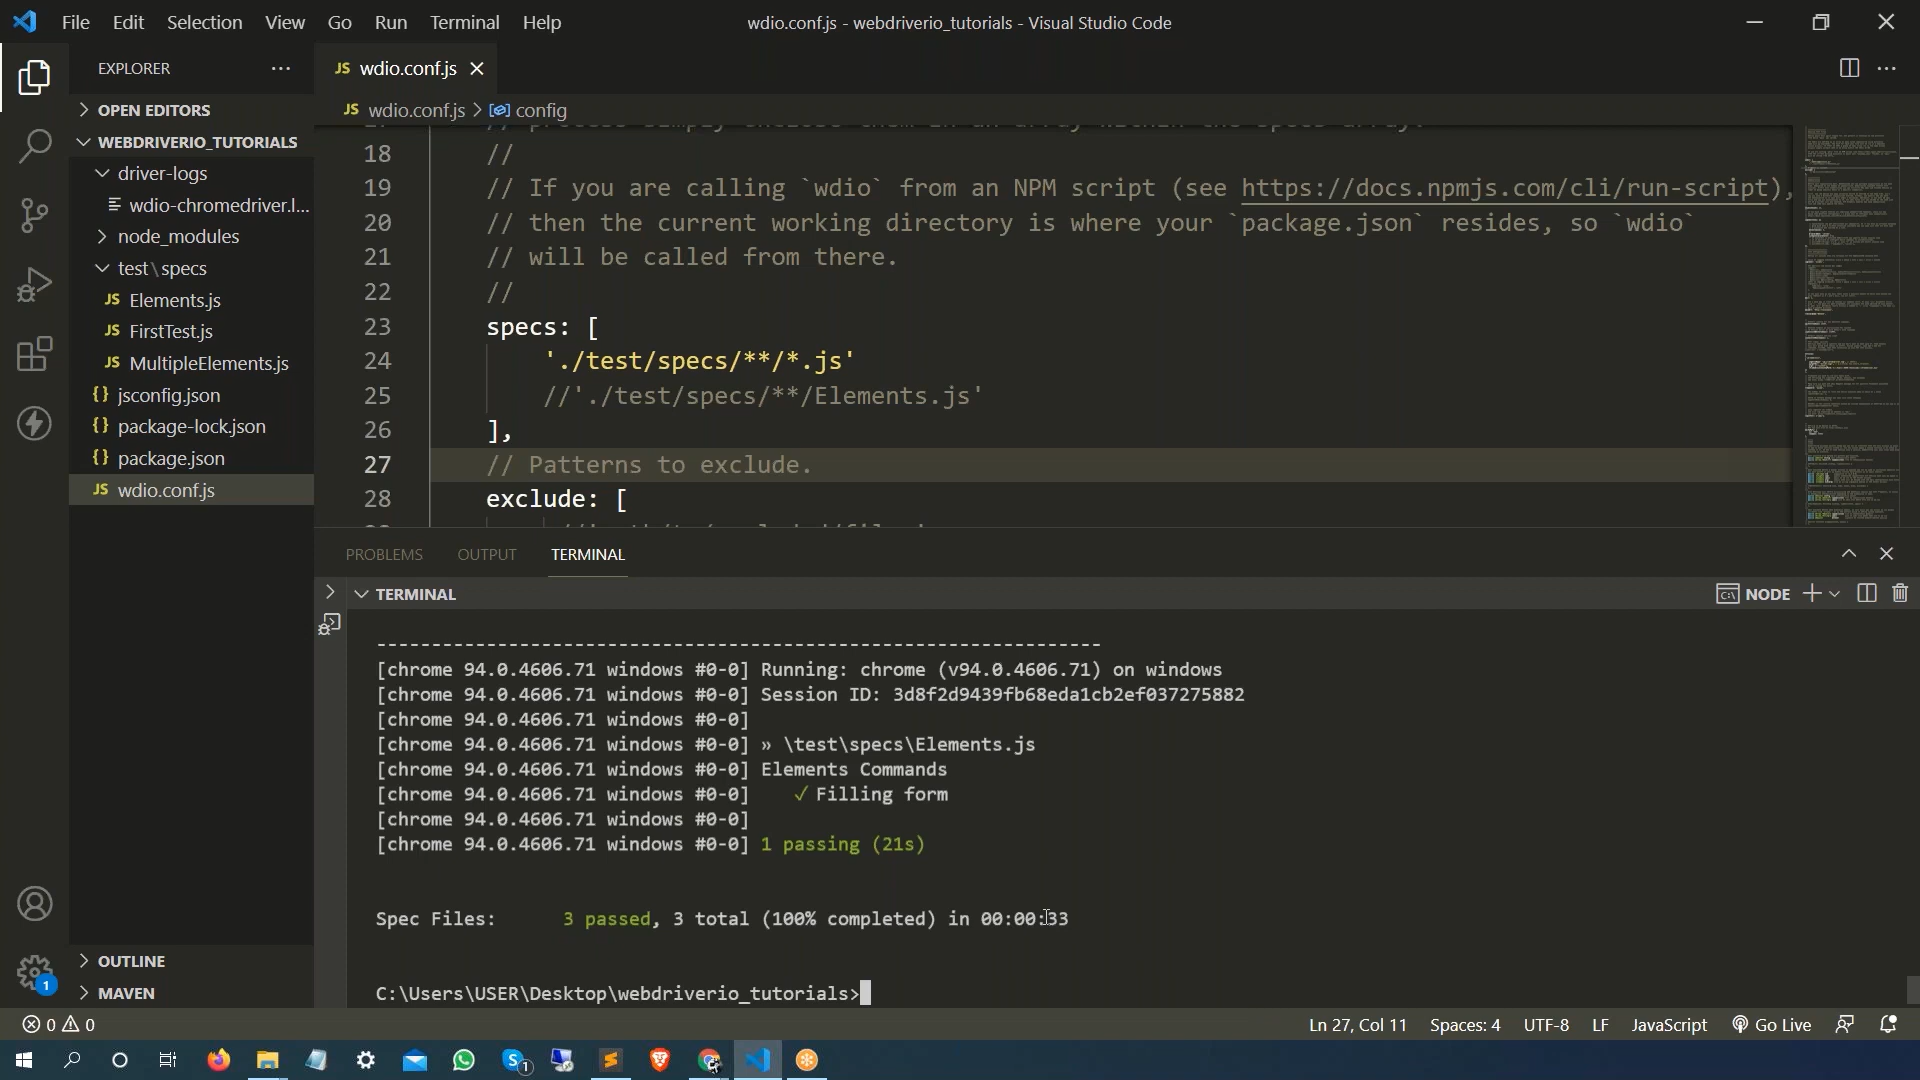 File Edit Selection View Go Run Terminal Help
wdio.conf.js - webdriverio_tutorials - Visual Studio Code
EXPLORER
OPEN EDITORS
WEBDRIVERIO_TUTORIALS
driver-logs
wdio-chromedriver.l...
node_modules
test\specs
JS Elements.js
JS FirstTest.js
JS MultipleElements.js
{} jsconfig.json
{} package-lock.json
{} package.json
JS wdio.conf.js
OUTLINE
MAVEN
JS wdio.conf.js
JS wdio.conf.js > config
18 //
19 // If you are calling `wdio` from an NPM script (see https://docs.npmjs.com/cli/run-script),
20 // then the current working directory is where your `package.json` resides, so `wdio`
21 // will be called from there.
22 //
23 specs: [
24 './test/specs/**/*.js'
25 //'./test/specs/**/Elements.js'
26 ],
27 // Patterns to exclude.
28 exclude: [
PROBLEMS OUTPUT TERMINAL
TERMINAL
NODE
------------------------------------------------------------------
[chrome 94.0.4606.71 windows #0-0] Running: chrome (v94.0.4606.71) on windows
[chrome 94.0.4606.71 windows #0-0] Session ID: 3d8f2d9439fb68eda1cb2ef037275882
[chrome 94.0.4606.71 windows #0-0]
[chrome 94.0.4606.71 windows #0-0] » \test\specs\Elements.js
[chrome 94.0.4606.71 windows #0-0] Elements Commands
[chrome 94.0.4606.71 windows #0-0] ✓ Filling form
[chrome 94.0.4606.71 windows #0-0]
[chrome 94.0.4606.71 windows #0-0] 1 passing (21s)
Spec Files: 3 passed, 3 total (100% completed) in 00:00:33
C:\Users\USER\Desktop\webdriverio_tutorials>
1
0 0
Ln 27, Col 11 Spaces: 4 UTF-8 LF JavaScript Go Live
1